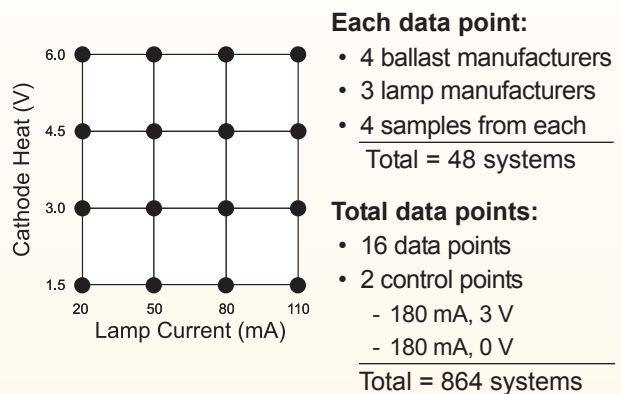 Cathode Heat (V)
6.0
4.5
3.0
1.5
20 50 80 110
Lamp Current (mA)
Each data point:
• 4 ballast manufacturers
• 3 lamp manufacturers
• 4 samples from each
Total = 48 systems
Total data points:
• 16 data points
• 2 control points
- 180 mA, 3 V
- 180 mA, 0 V
Total = 864 systems